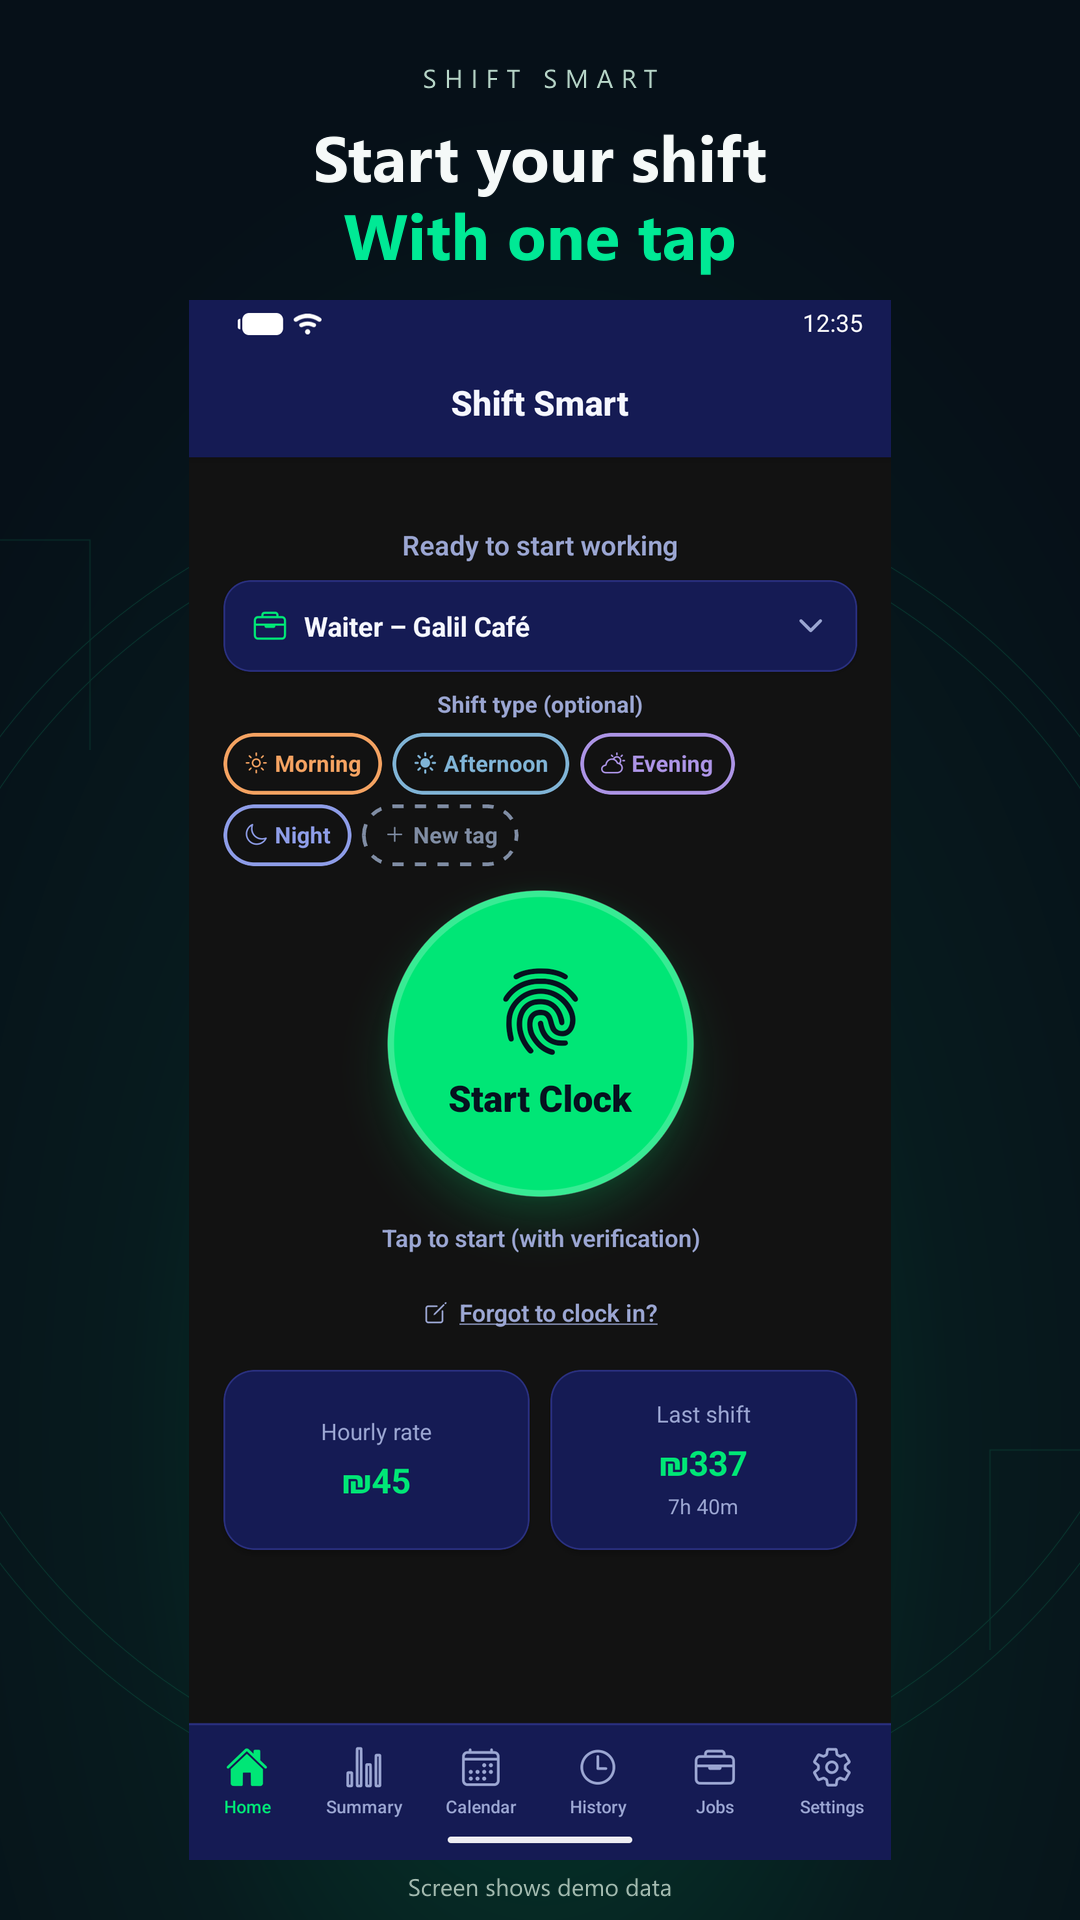 SHIFT SMART
Start your shift
With one tap
12:35
Shift Smart
Ready to start working
Waiter – Galil Café
Shift type (optional)
Morning
Afternoon
Evening
Night
+ New tag
Start Clock
Tap to start (with verification)
Forgot to clock in?
Hourly rate
₪45
Last shift
₪337
7h 40m
Home
Summary
Calendar
History
Jobs
Settings
Screen shows demo data